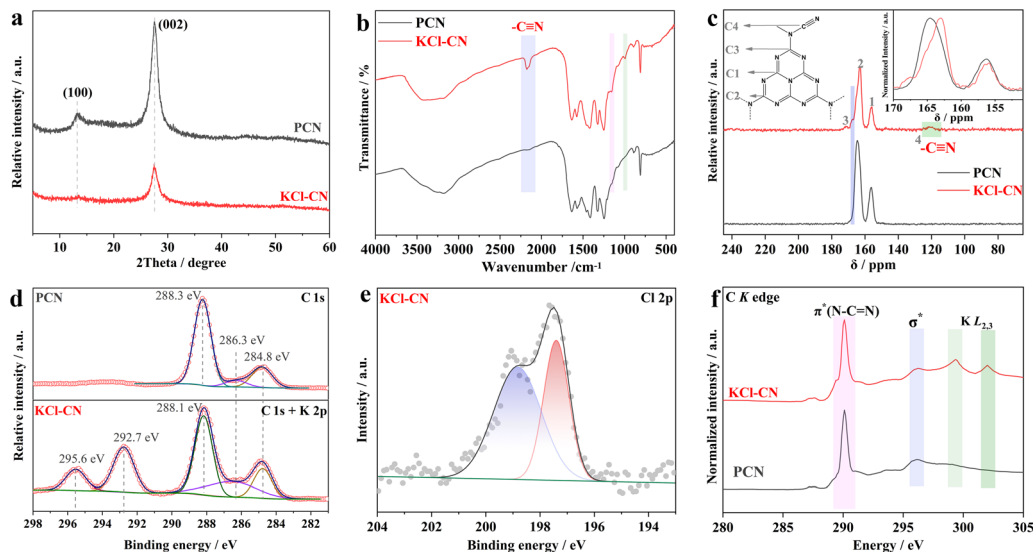 a
(002)
(100)
PCN
KCl-CN
Relative intensity / a.u.
5 10 20 30 40 50 60
2Theta / degree
b
-C≡N
PCN
KCl-CN
Transmittance / %
4000 3500 3000 2500 2000 1500 1000 500
Wavenumber /cm-1
c
C4
N
N
C3
C1
C2
N
N
N
N
N
N
N
N
N
Normalized Intensity / a.u.
170 165 160 155
δ / ppm
2
1
3
4
-C≡N
PCN
KCl-CN
Relative intensity / a.u.
240 220 200 180 160 140 120 100 80
δ / ppm
d
PCN
288.3 eV
C 1s
286.3 eV
284.8 eV
KCl-CN
288.1 eV
C 1s + K 2p
292.7 eV
295.6 eV
Relative intensity / a.u.
298 296 294 292 290 288 286 284 282
Binding energy / eV
e
KCl-CN
Cl 2p
Intensity / a.u.
204 202 200 198 196 194
Binding energy / eV
f
C K edge
π*(N-C=N)
σ*
K L2,3
KCl-CN
PCN
Normalized intensity / a.u.
280 285 290 295 300 305
Energy / eV